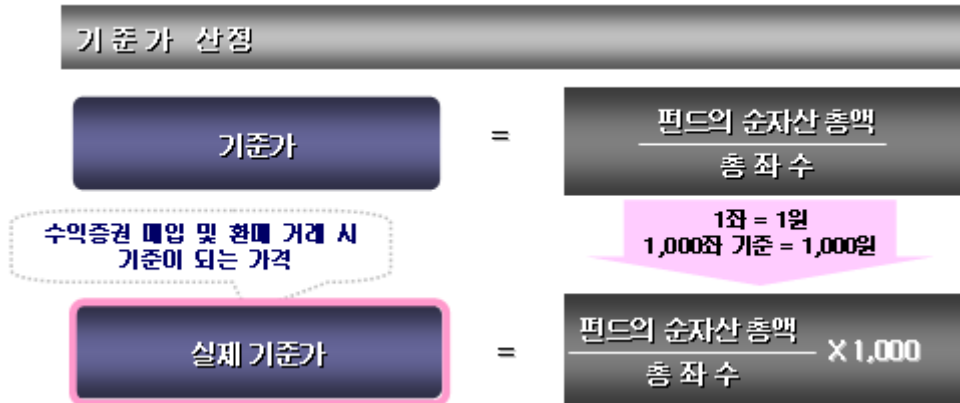 기준가 산정
기준가
=
펀드의 순자산 총액
총 좌 수
수익증권 매입 및 환매 거래 시
기준이 되는 가격
1좌 = 1원
1,000좌 기준 = 1,000원
실제 기준가
=
펀드의 순자산 총액
총 좌 수
X 1,000